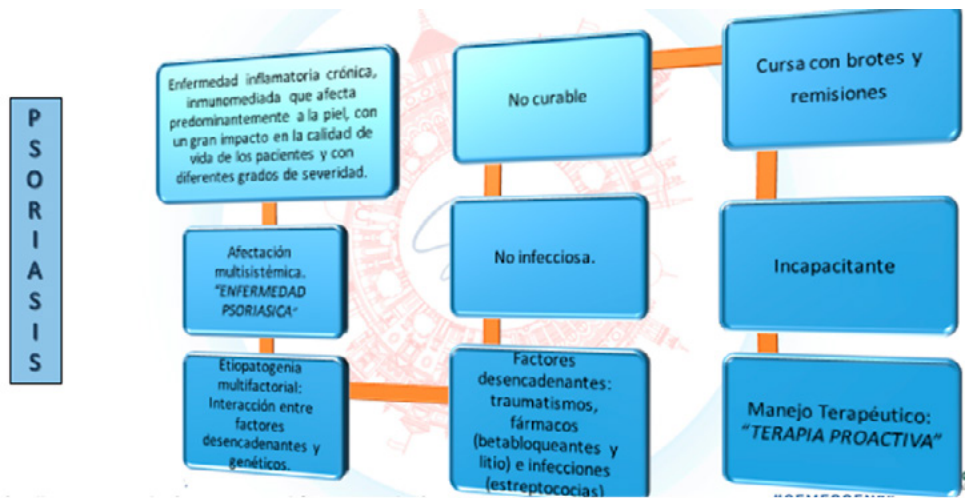 PSORIASIS
Enfermedad inflamatoria crónica,
inmunomediada que afecta
predominantemente a la piel, con
un gran impacto en la calidad de
vida de los pacientes y con
diferentes grados de severidad.
Afectación
multisistémica.
"ENFERMEDAD
PSORIASICA"
Etiopatogenia
multifactorial:
Interacción entre
factores
desencadenantes y
genéticos.
Factores
desencadenantes:
traumatismos,
fármacos
(betabloqueantes y
litio) e infecciones
(estreptococias)
No infecciosa.
No curable
Cursa con brotes y
remisiones
Incapacitante
Manejo Terapéutico:
"TERAPIA PROACTIVA"